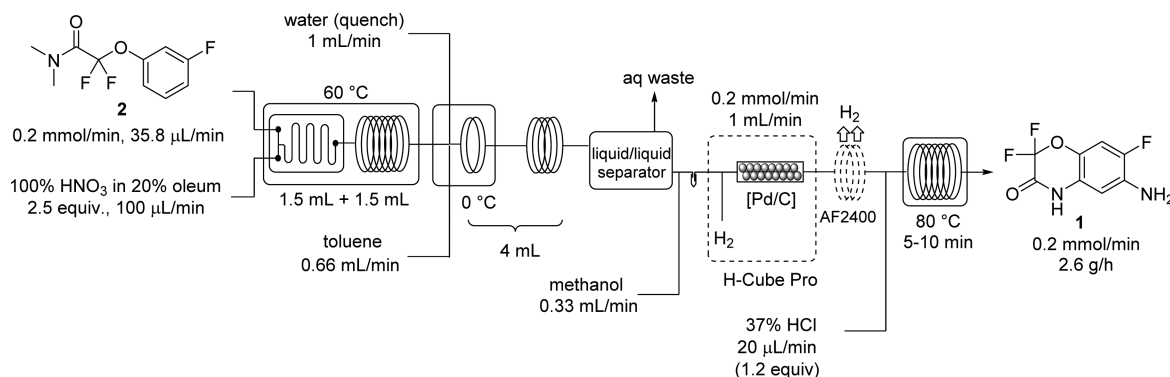 water (quench)
1 mL/min
O
N
O
F
F
F
2
0.2 mmol/min, 35.8 μL/min
100% HNO3 in 20% oleum
2.5 equiv., 100 μL/min
60 °C
1.5 mL + 1.5 mL
toluene
0.66 mL/min
0 °C
4 mL
aq waste
liquid/liquid
separator
methanol
0.33 mL/min
0.2 mmol/min
1 mL/min
[Pd/C]
H2
H-Cube Pro
H2
AF2400
37% HCl
20 μL/min
(1.2 equiv)
80 °C
5-10 min
F
F
O
F
O
N
H
NH2
1
0.2 mmol/min
2.6 g/h